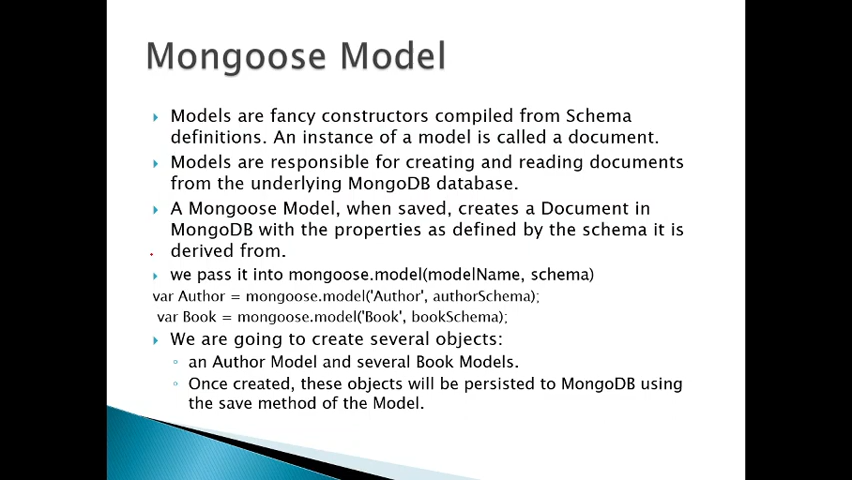 Mongoose Model
Models are fancy constructors compiled from Schema
definitions. An instance of a model is called a document.
Models are responsible for creating and reading documents
from the underlying MongoDB database.
A Mongoose Model, when saved, creates a Document in
MongoDB with the properties as defined by the schema it is
derived from.
we pass it into mongoose.model(modelName, schema)
var Author = mongoose.model('Author', authorSchema);
var Book = mongoose.model('Book', bookSchema);
We are going to create several objects:
an Author Model and several Book Models.
Once created, these objects will be persisted to MongoDB using
the save method of the Model.